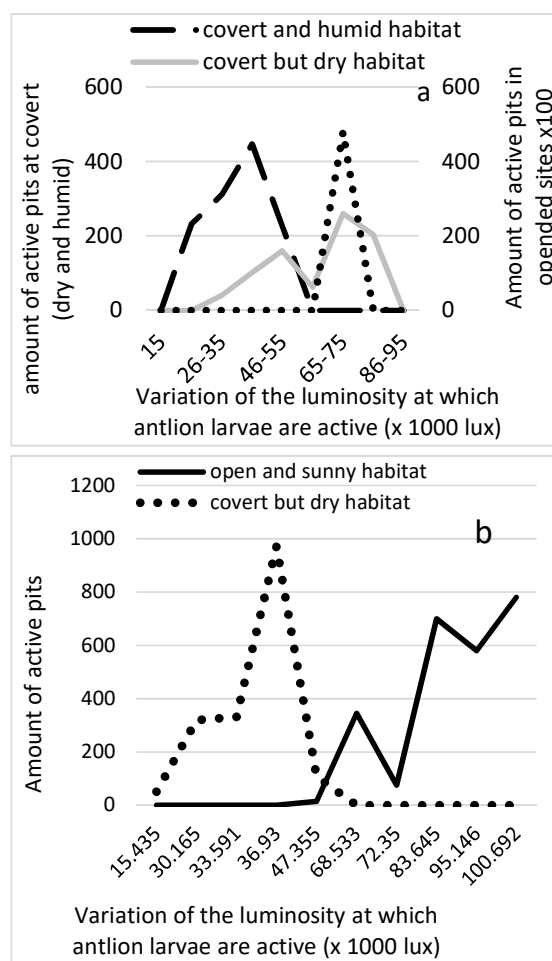 covert and humid habitat
covert but dry habitat
a
amount of active pits at covert
(dry and humid)
600
400
200
0
600
400
200
0
Amount of active pits in
opended sites x100
15
26-35
46-55
65-75
86-95
Variation of the luminosity at which
antlion larvae are active (x 1000 lux)
open and sunny habitat
covert but dry habitat
b
Amount of active pits
1200
1000
800
600
400
200
0
15.435
30.165
33.591
36.93
47.355
68.533
72.35
83.645
95.146
100.692
Variation of the luminosity at which
antlion larvae are active (x 1000 lux)